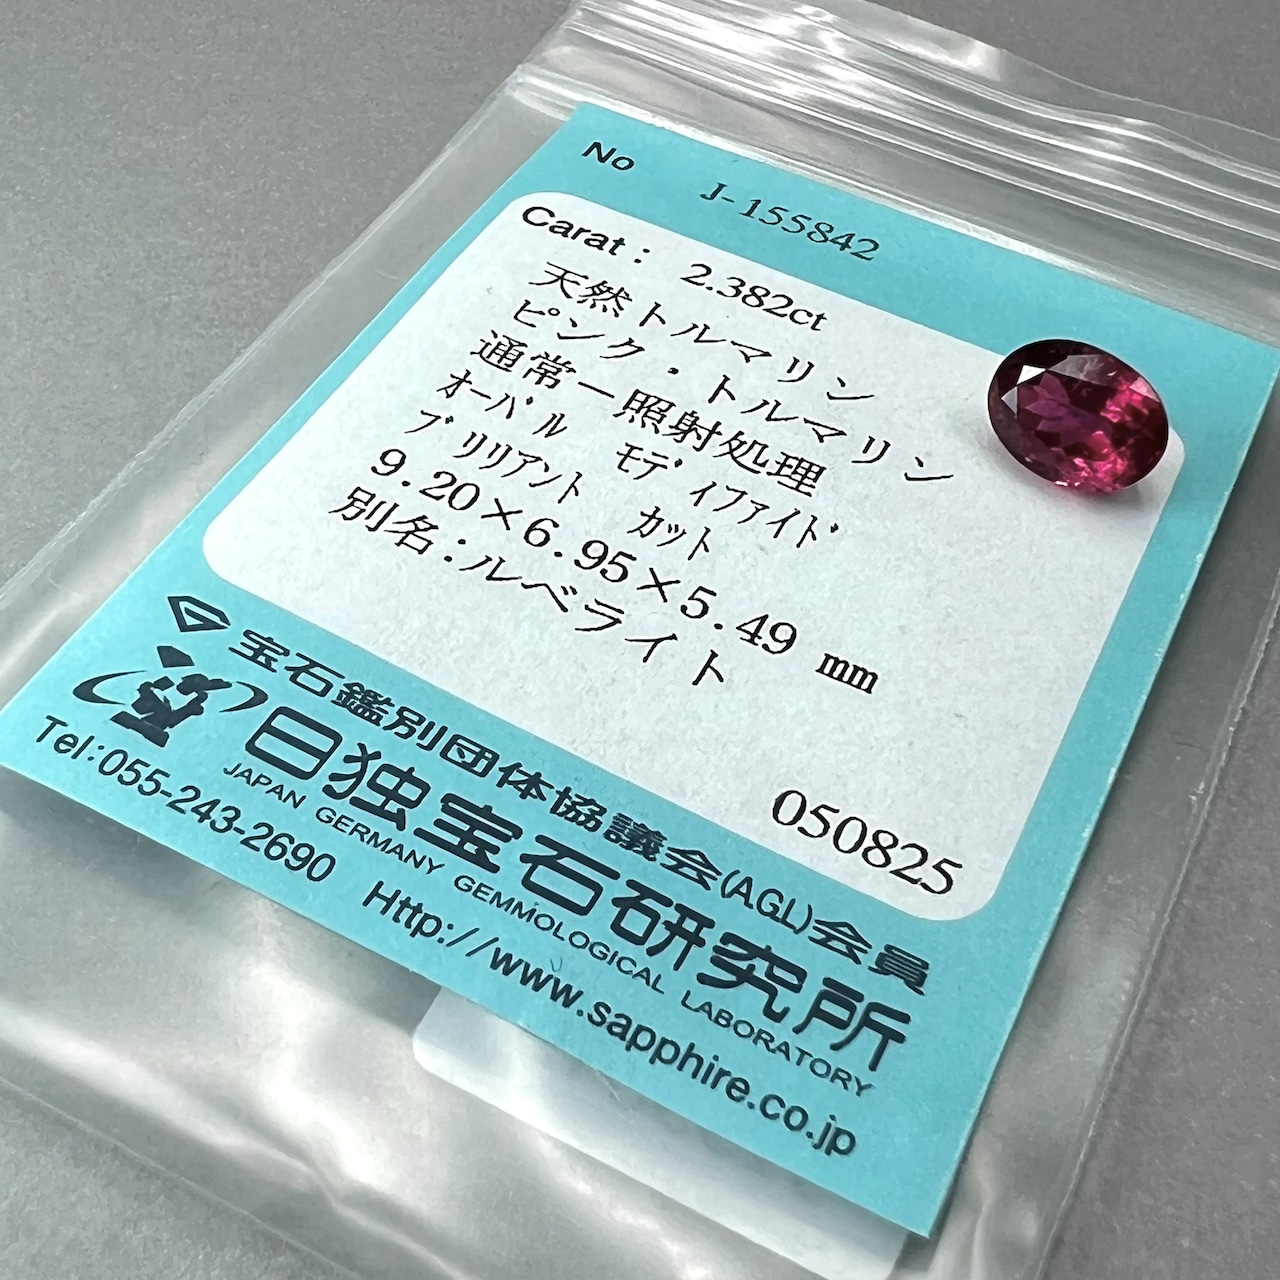 No J-155842
Carat: 2.382ct
天然トルマリン
ピンク・トルマリン
通常一照射処理
ｵｰﾊﾞﾙ ﾓﾃﾞｨﾌｧｲﾄﾞ
ﾌﾞﾘﾘｱﾝﾄ ｶｯﾄ
9.20×6.95×5.49 ㎜
別名:ルベライト
050825
宝石鑑別団体協議会(AGL)会員
日独宝石研究所
JAPAN GERMANY GEMMOLOGICAL LABORATORY
Tel:055-243-2690 Http://www.sapphire.co.jp